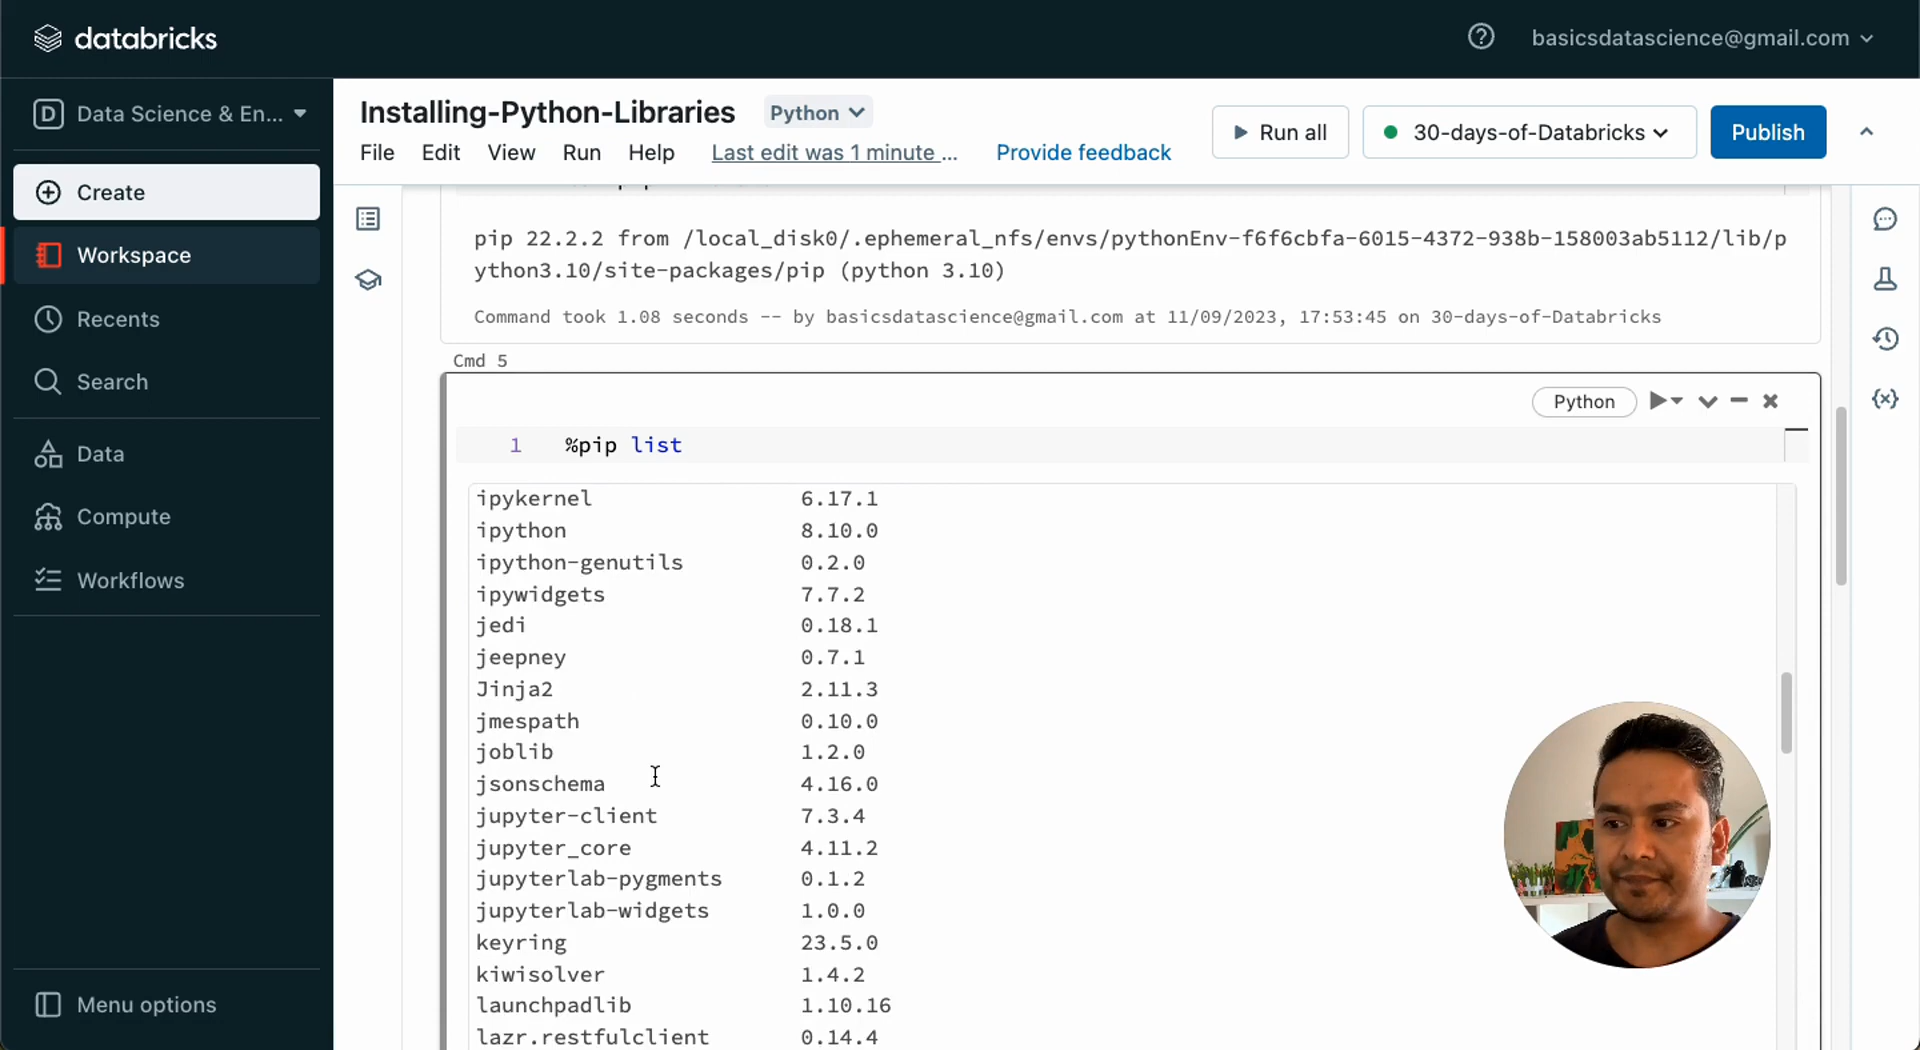 databricks
basicsdatascience@gmail.com
D Data Science & En...
Create
Workspace
Recents
Search
Data
Compute
Workflows
Menu options
Installing-Python-Libraries Python
File Edit View Run Help Last edit was 1 minute ... Provide feedback
Run all 30-days-of-Databricks Publish
pip 22.2.2 from /local_disk0/.ephemeral_nfs/envs/pythonEnv-f6f6cbfa-6015-4372-938b-158003ab5112/lib/p
ython3.10/site-packages/pip (python 3.10)
Command took 1.08 seconds -- by basicsdatascience@gmail.com at 11/09/2023, 17:53:45 on 30-days-of-Databricks
Cmd 5
Python
1 %pip list
ipykernel 6.17.1
ipython 8.10.0
ipython-genutils 0.2.0
ipywidgets 7.7.2
jedi 0.18.1
jeepney 0.7.1
Jinja2 2.11.3
jmespath 0.10.0
joblib 1.2.0
jsonschema 4.16.0
jupyter-client 7.3.4
jupyter_core 4.11.2
jupyterlab-pygments 0.1.2
jupyterlab-widgets 1.0.0
keyring 23.5.0
kiwisolver 1.4.2
launchpadlib 1.10.16
lazr.restfulclient 0.14.4